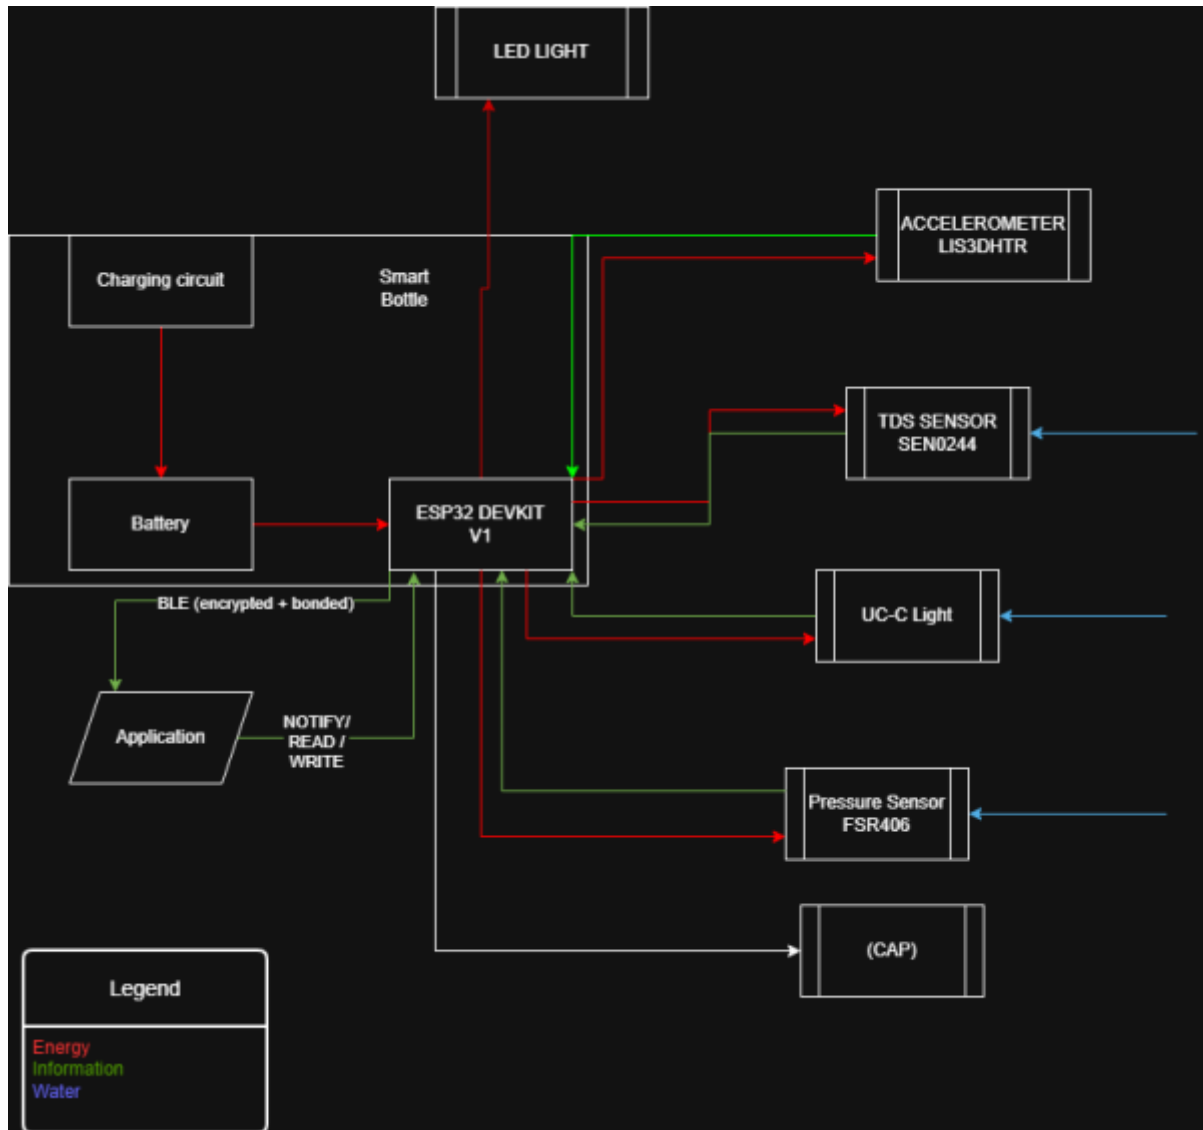 LED LIGHT
ACCELEROMETER
LIS3DHTR
Charging circuit
Smart
Bottle
TDS SENSOR
SEN0244
Battery
ESP32 DEVKIT
V1
BLE (encrypted + bonded)
UC-C Light
Application
NOTIFY/
READ /
WRITE
Pressure Sensor
FSR406
(CAP)
Legend
Energy
Information
Water